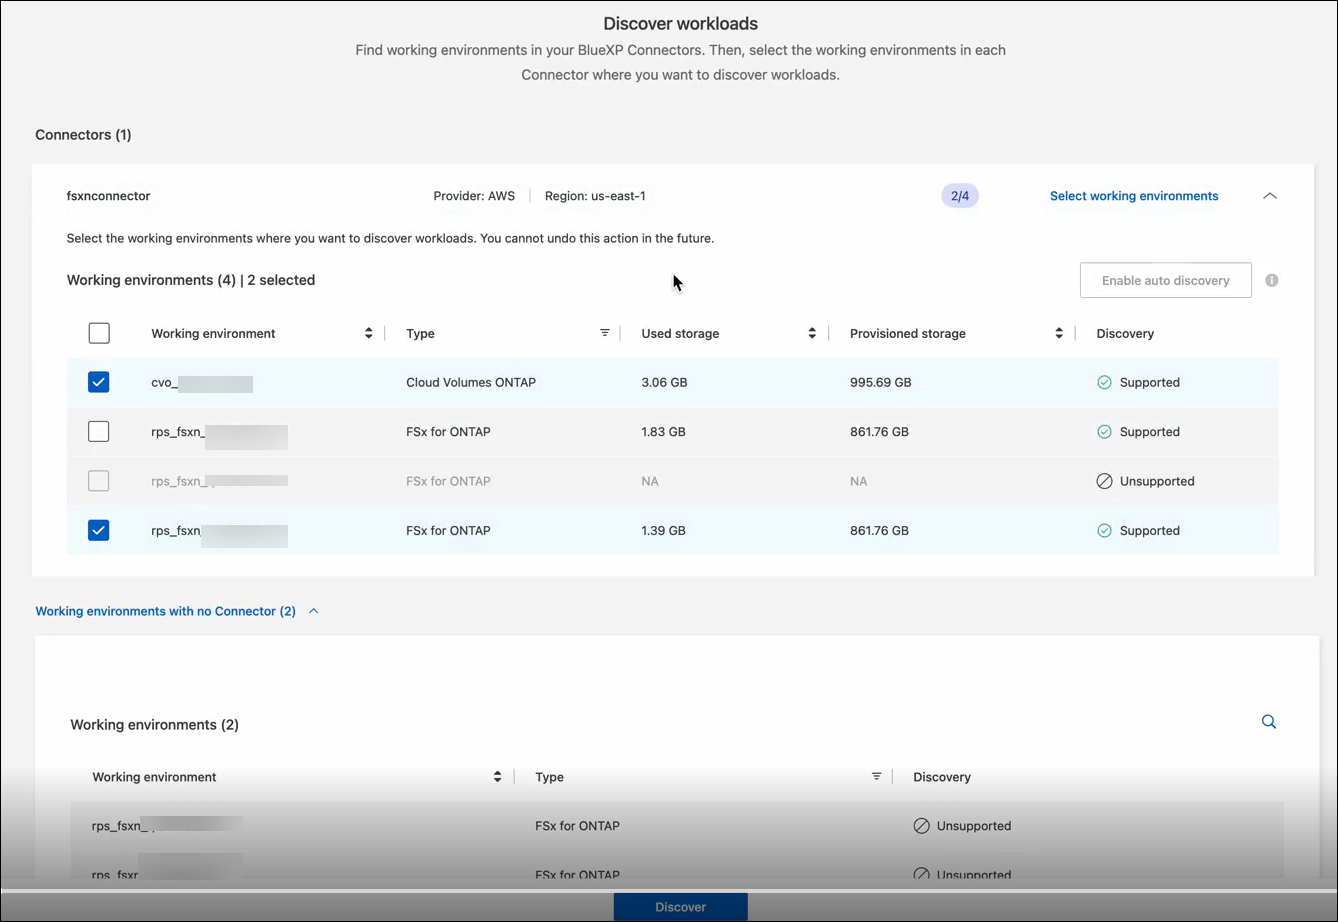 Discover workloads
Find working environments in your BlueXP Connectors. Then, select the working environments in each
Connector where you want to discover workloads.
Connectors (1)
fsxnconnector Provider: AWS Region: us-east-1 2/4 Select working environments
Select the working environments where you want to discover workloads. You cannot undo this action in the future.
Working environments (4) | 2 selected Enable auto discovery
Working environment Type Used storage Provisioned storage Discovery
cvo_ Cloud Volumes ONTAP 3.06 GB 995.69 GB Supported
rps_fsxn_ FSx for ONTAP 1.83 GB 861.76 GB Supported
rps_fsxn_ FSx for ONTAP NA NA Unsupported
rps_fsxn FSx for ONTAP 1.39 GB 861.76 GB Supported
Working environments with no Connector (2)
Working environments (2)
Working environment Type Discovery
rps_fsxn_ FSx for ONTAP Unsupported
rps_fsxr FSx for ONTAP Unsupported
Discover